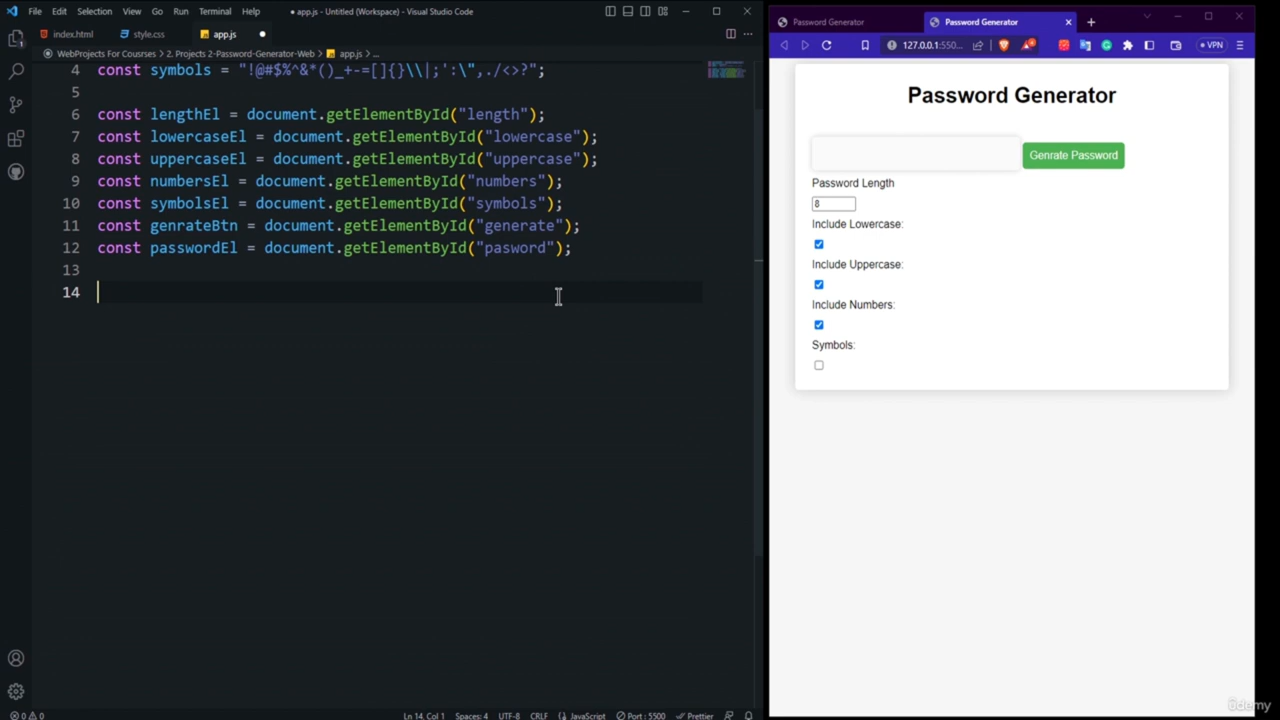 File Edit Selection View Go Run Terminal Help ● app.js - Untitled (Workspace) - Visual Studio Code
index.html style.css app.js
WebProjects For Coursses > 2. Projects 2-Password-Generator-Web > app.js > ...
4 const symbols = "!@#$%^&*()_+-=[]{}\\|;':\",./<>?";
5
6 const lengthEl = document.getElementById("length");
7 const lowercaseEl = document.getElementById("lowercase");
8 const uppercaseEl = document.getElementById("uppercase");
9 const numbersEl = document.getElementById("numbers");
10 const symbolsEl = document.getElementById("symbols");
11 const genrateBtn = document.getElementById("generate");
12 const passwordEl = document.getElementById("pasword");
13
14
0 0 Ln 14, Col 1 Spaces: 4 UTF-8 CRLF JavaScript Port : 5500 Prettier
Password Generator Password Generator
127.0.0.1:550... VPN
Password Generator
Genrate Password
Password Length
8
Include Lowercase:
Include Uppercase:
Include Numbers:
Symbols:
ûdemy